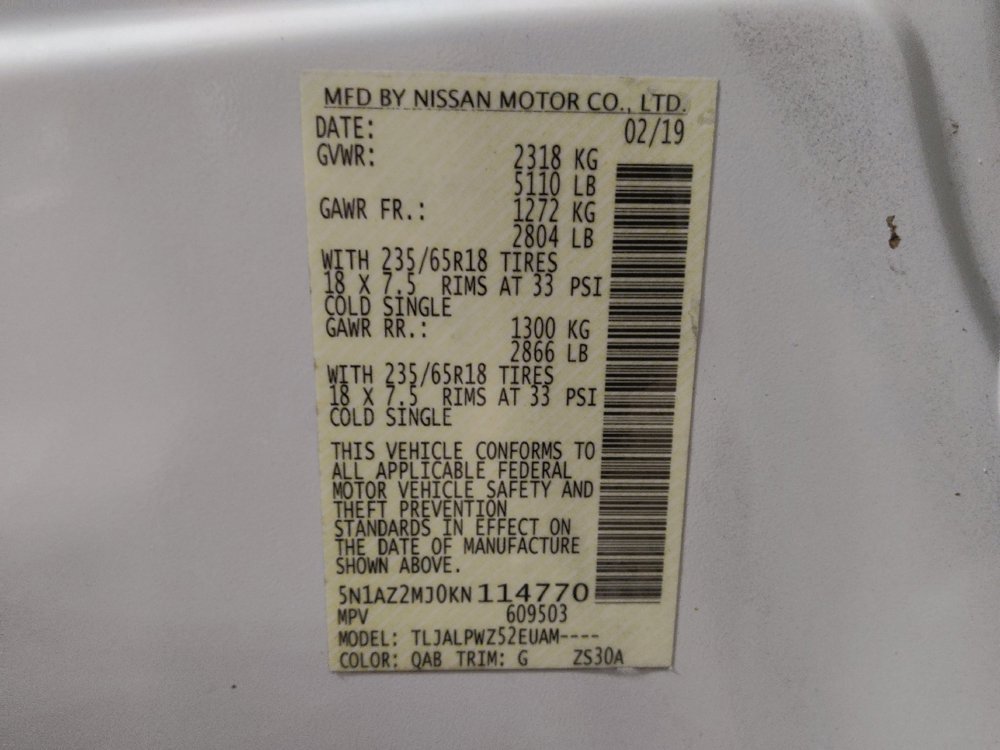 MFD BY NISSAN MOTOR CO., LTD.
DATE: 02/19
GVWR: 2318 KG
5110 LB
GAWR FR.: 1272 KG
2804 LB
WITH 235/65R18 TIRES
18 X 7.5 RIMS AT 33 PSI
COLD SINGLE
GAWR RR.: 1300 KG
2866 LB
WITH 235/65R18 TIRES
18 X 7.5 RIMS AT 33 PSI
COLD SINGLE
THIS VEHICLE CONFORMS TO
ALL APPLICABLE FEDERAL
MOTOR VEHICLE SAFETY AND
THEFT PREVENTION
STANDARDS IN EFFECT ON
THE DATE OF MANUFACTURE
SHOWN ABOVE.
5N1AZ2MJ0KN114770
MPV 609503
MODEL: TLJALPWZ52EUAM----
COLOR: QAB TRIM: G ZS30A